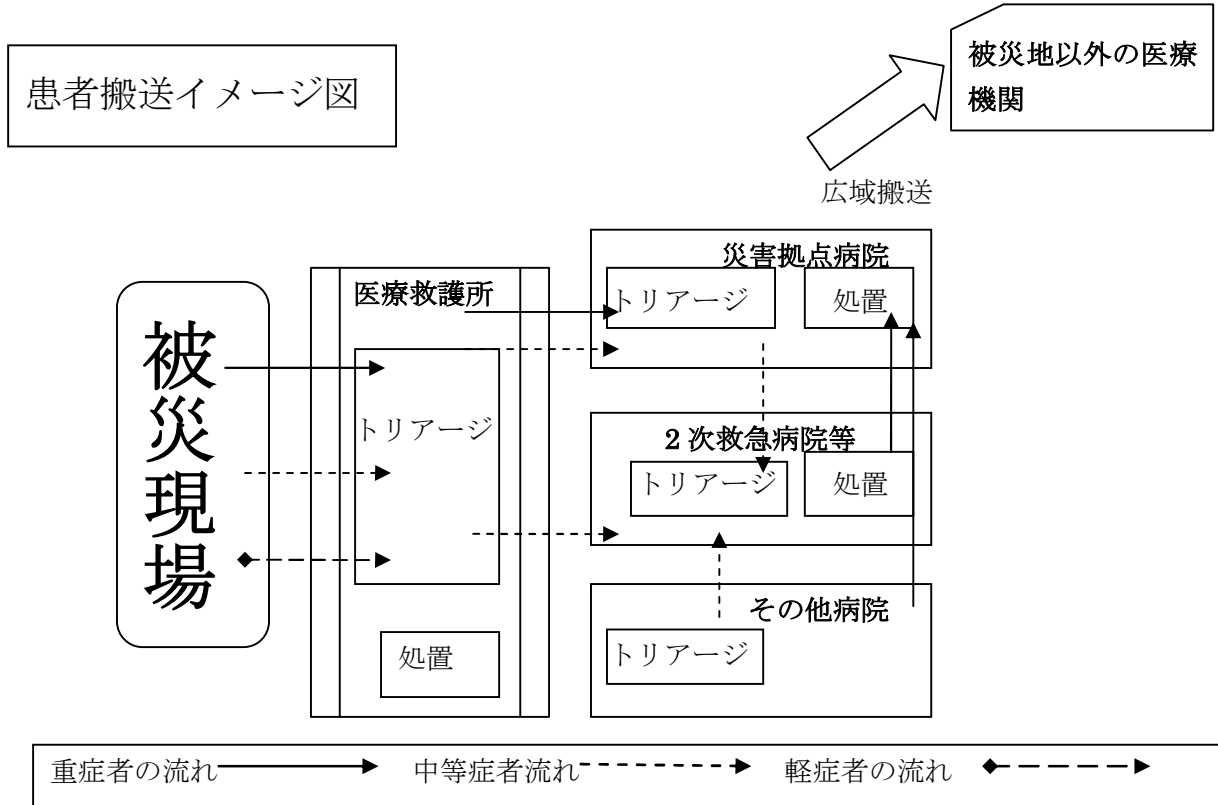 患者搬送イメージ図
被災地以外の医療
機関
広域搬送
被災現場
医療救護所
トリアージ
処置
災害拠点病院
トリアージ
処置
2次救急病院等
トリアージ
処置
その他病院
トリアージ
重症者の流れ
中等症者流れ
軽症者の流れ